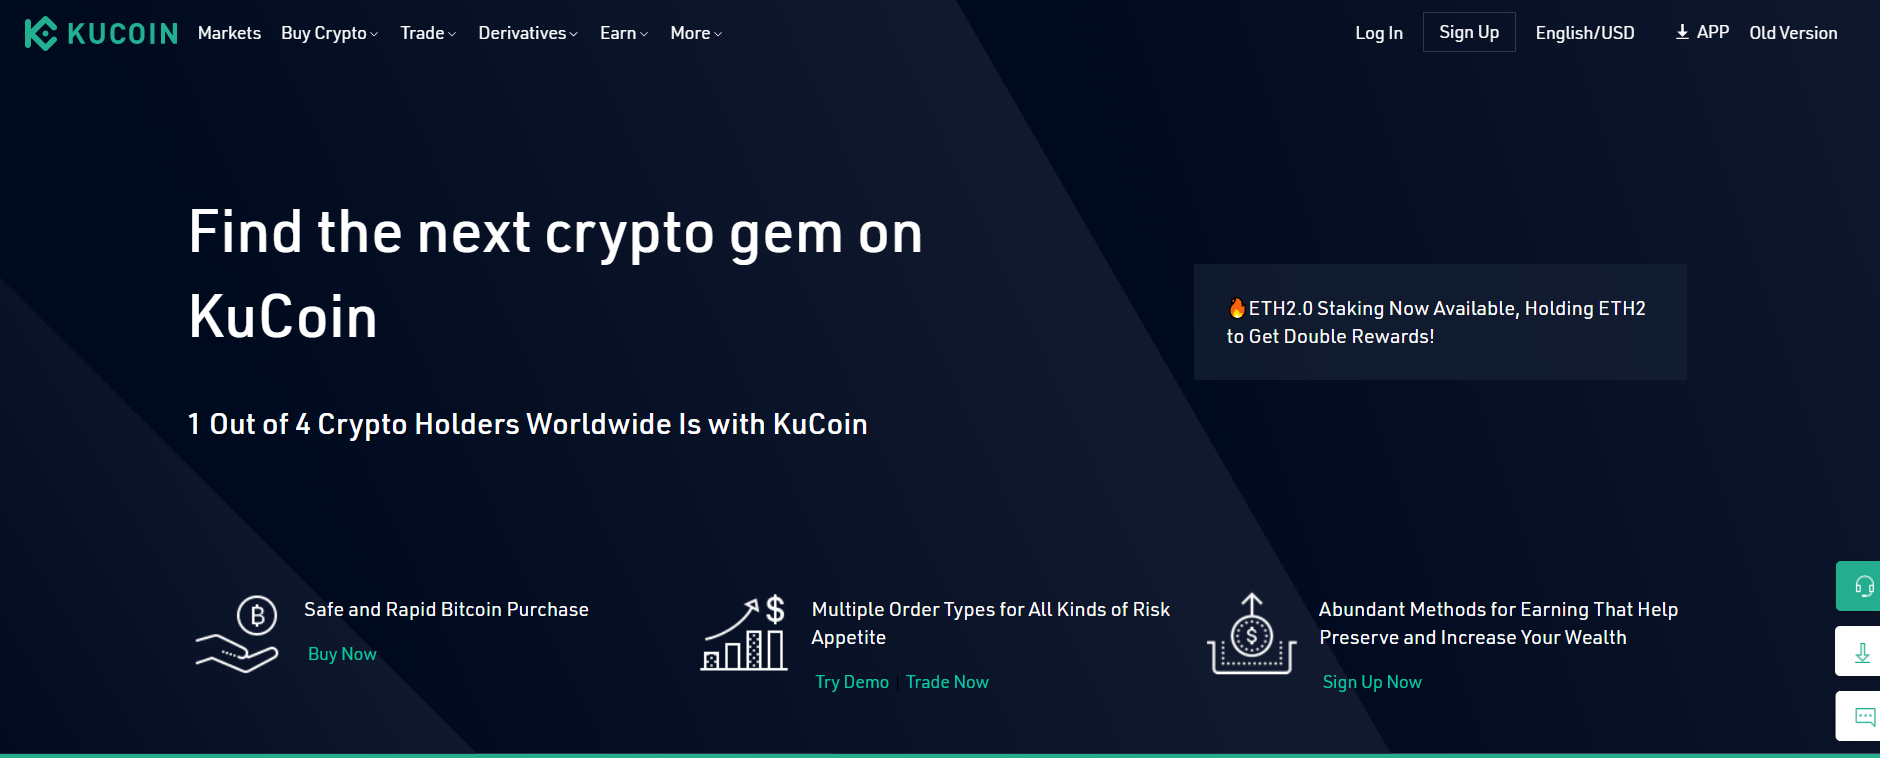 KUCOIN Markets Buy Crypto Trade Derivatives Earn More Log In Sign Up English/USD APP Old Version
Find the next crypto gem on
KuCoin
🔥ETH2.0 Staking Now Available, Holding ETH2
to Get Double Rewards!
1 Out of 4 Crypto Holders Worldwide Is with KuCoin
Safe and Rapid Bitcoin Purchase
Buy Now
Multiple Order Types for All Kinds of Risk
Appetite
Try Demo | Trade Now
Abundant Methods for Earning That Help
Preserve and Increase Your Wealth
Sign Up Now